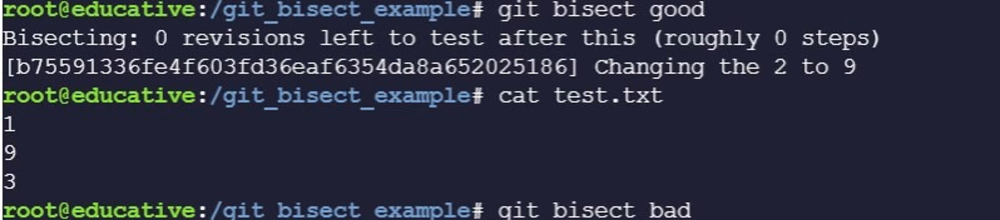 root@educative:/git_bisect_example# git bisect good
Bisecting: 0 revisions left to test after this (roughly 0 steps)
[b75591336fe4f603fd36eaf6354da8a652025186] Changing the 2 to 9
root@educative:/git_bisect_example# cat test.txt
1
9
3
root@educative:/git_bisect_example# git bisect bad